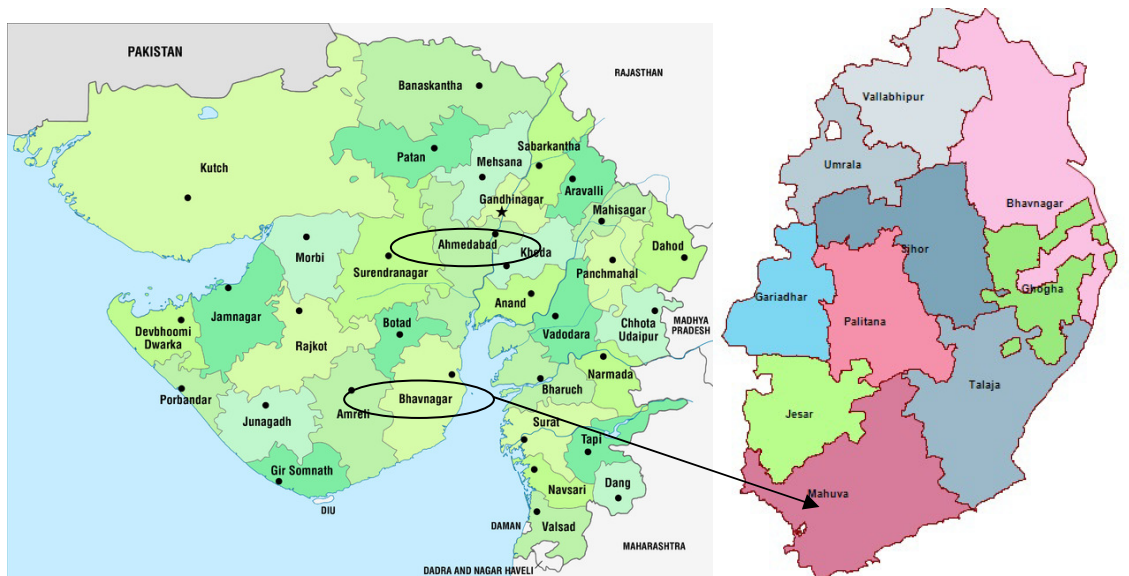 PAKISTAN
RAJASTHAN
Banaskantha
Patan
Mehsana
Sabarkantha
Kutch
Gandhinagar
Aravalli
Mahisagar
Ahmedabad
Kheda
Dahod
Morbi
Surendranagar
Panchmahal
Anand
Jamnagar
Devbhoomi
Dwarka
Rajkot
Botad
Vadodara
Chhota
Udaipur
MADHYA
PRADESH
Porbandar
Junagadh
Amreli
Bhavnagar
Bharuch
Narmada
Surat
Tapi
Gir Somnath
Navsari
Dang
DIU
DAMAN
Valsad
MAHARASHTRA
DADRA AND NAGAR HAVELI
Vallabhipur
Umrala
Bhavnagar
Sihor
Ghogha
Gariadhar
Palitana
Talaja
Jesar
Mahuva